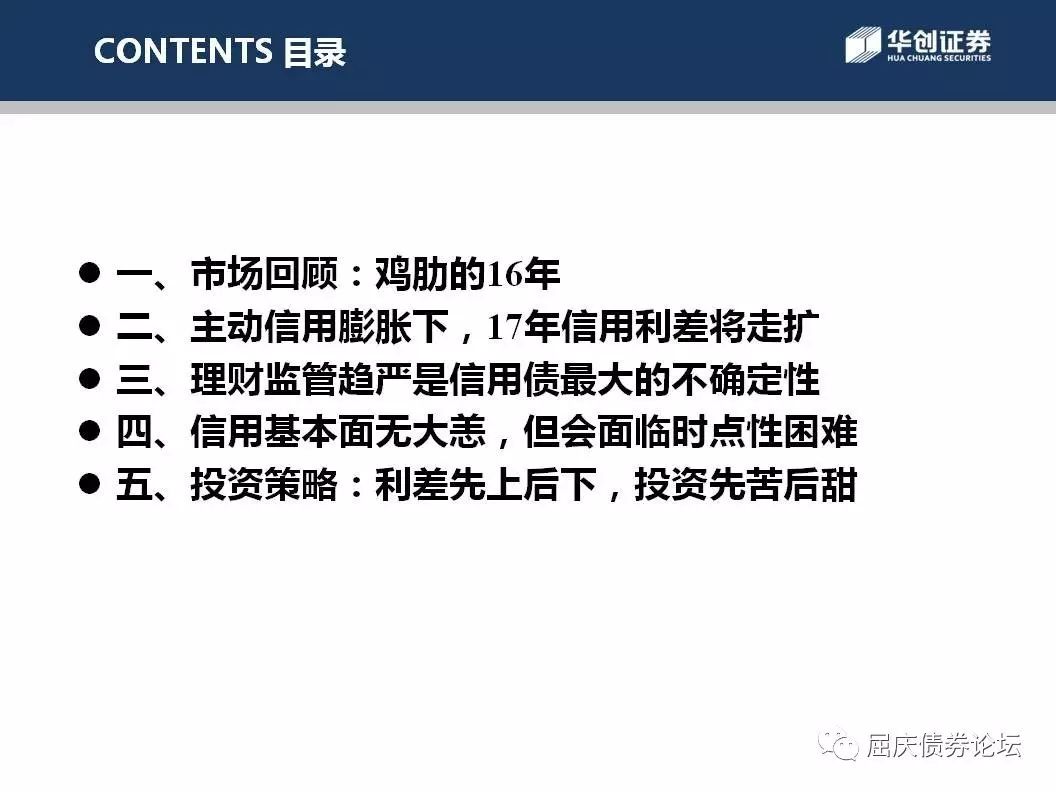 CONTENTS 目录
华创证券
HUA CHUANG SECURITIES
● 一、市场回顾：鸡肋的16年
● 二、主动信用膨胀下，17年信用利差将走扩
● 三、理财监管趋严是信用债最大的不确定性
● 四、信用基本面无大恙，但会面临时点性困难
● 五、投资策略：利差先上后下，投资先苦后甜
屈庆债券论坛